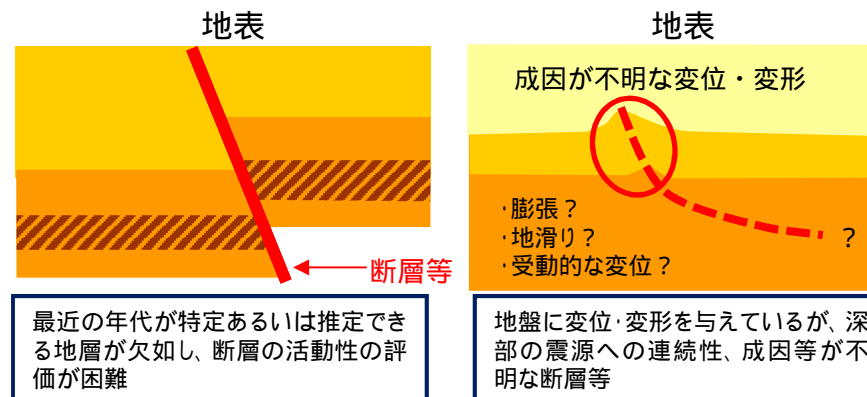 地表
断層等
最近の年代が特定あるいは推定でき
る地層が欠如し、断層の活動性の評
価が困難
地表
成因が不明な変位・変形
・膨張？
・地滑り？
・受動的な変位？
？
地盤に変位・変形を与えているが、深
部の震源への連続性、成因等が不
明な断層等